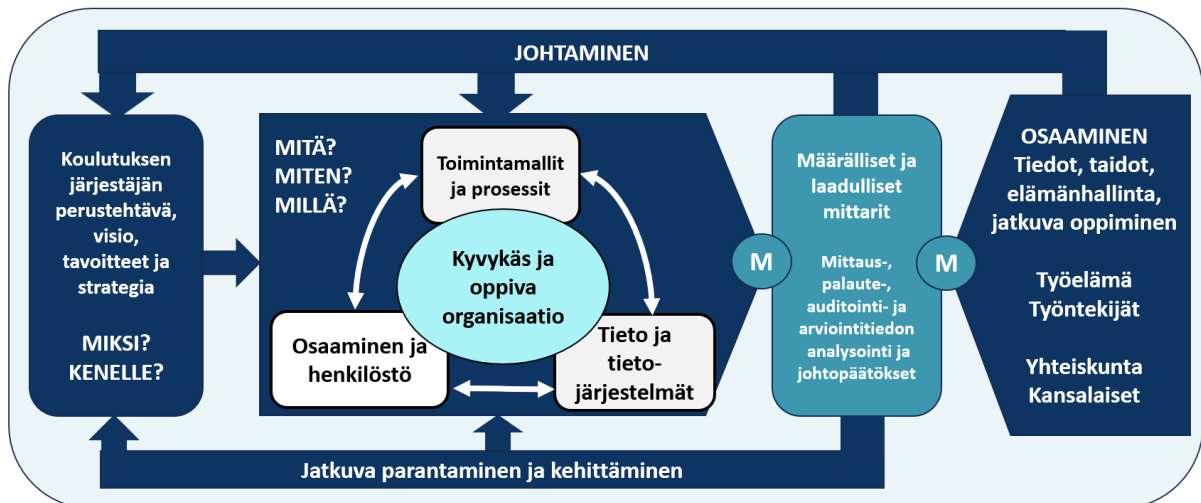 JOHTAMINEN
Koulutuksen
järjestäjän
perustehtävä,
visio,
tavoitteet ja
strategia
MIKSI?
KENELLE?
MITÄ?
MITEN?
MILLÄ?
Toimintamallit
ja prosessit
Kyvykäs ja
oppiva
organisaatio
Osaaminen ja
henkilöstö
Tieto ja
tieto-
järjestelmät
M
Määrälliset ja
laadulliset
mittarit
Mittaus-,
palaute-,
auditointi- ja
arviointitiedon
analysointi ja
johtopäätökset
M
OSAAMINEN
Tiedot, taidot,
elämänhallinta,
jatkuva oppiminen
Työelämä
Työntekijät
Yhteiskunta
Kansalaiset
Jatkuva parantaminen ja kehittäminen